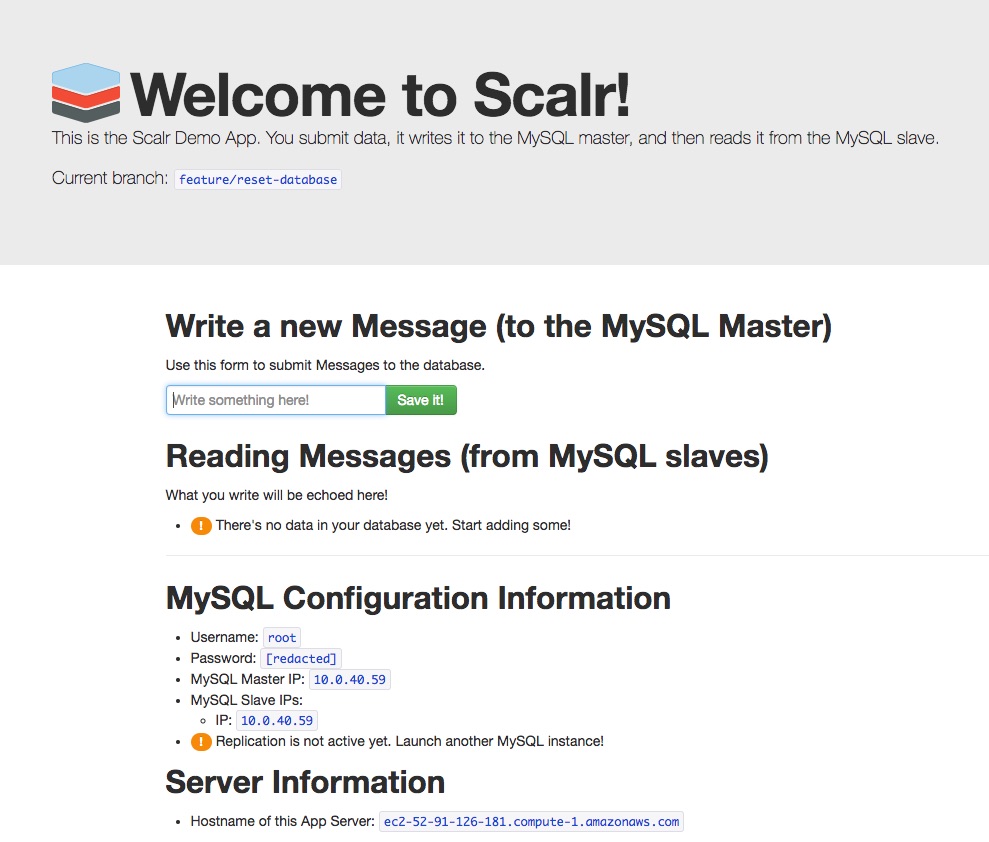 Welcome to Scalr!
This is the Scalr Demo App. You submit data, it writes it to the MySQL master, and then reads it from the MySQL slave.
Current branch: feature/reset-database
Write a new Message (to the MySQL Master)
Use this form to submit Messages to the database.
Write something here! Save it!
Reading Messages (from MySQL slaves)
What you write will be echoed here!
• ! There's no data in your database yet. Start adding some!
MySQL Configuration Information
• Username: root
• Password: [redacted]
• MySQL Master IP: 10.0.40.59
• MySQL Slave IPs:
◦ IP: 10.0.40.59
• ! Replication is not active yet. Launch another MySQL instance!
Server Information
• Hostname of this App Server: ec2-52-91-126-181.compute-1.amazonaws.com